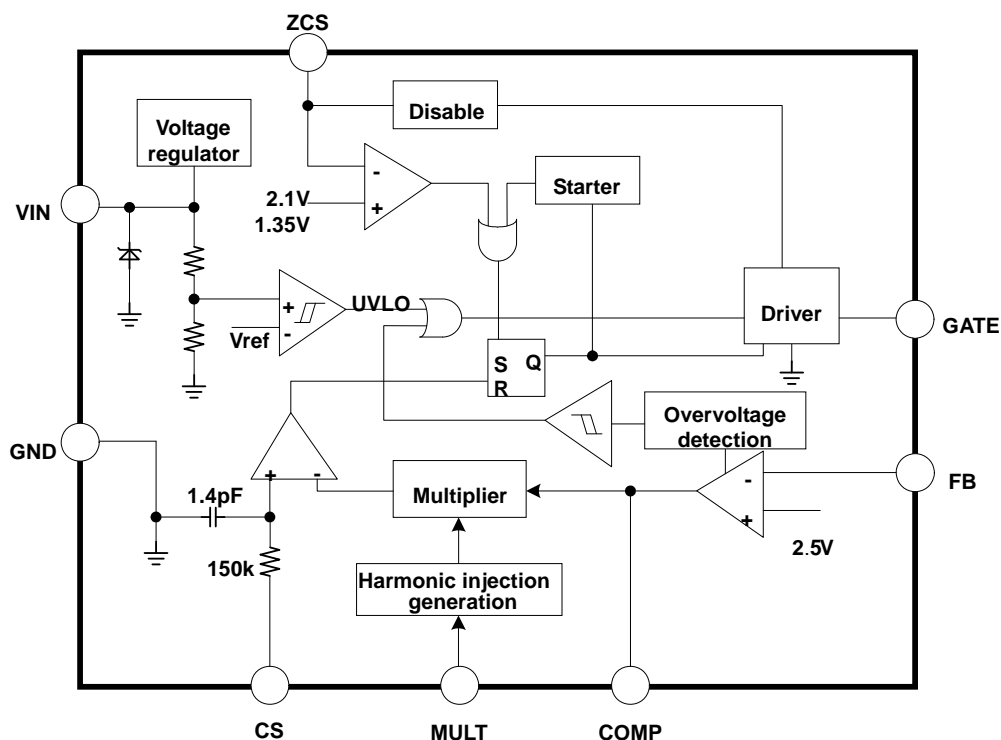 ZCS
Disable
Voltage
regulator
-
+
2.1V
1.35V
Starter
VIN
+
-
UVLO
Vref
Driver
GATE
S
R
Q
Overvoltage
detection
GND
+
-
Multiplier
-
+
FB
1.4pF
2.5V
150k
Harmonic injection
generation
CS
MULT
COMP